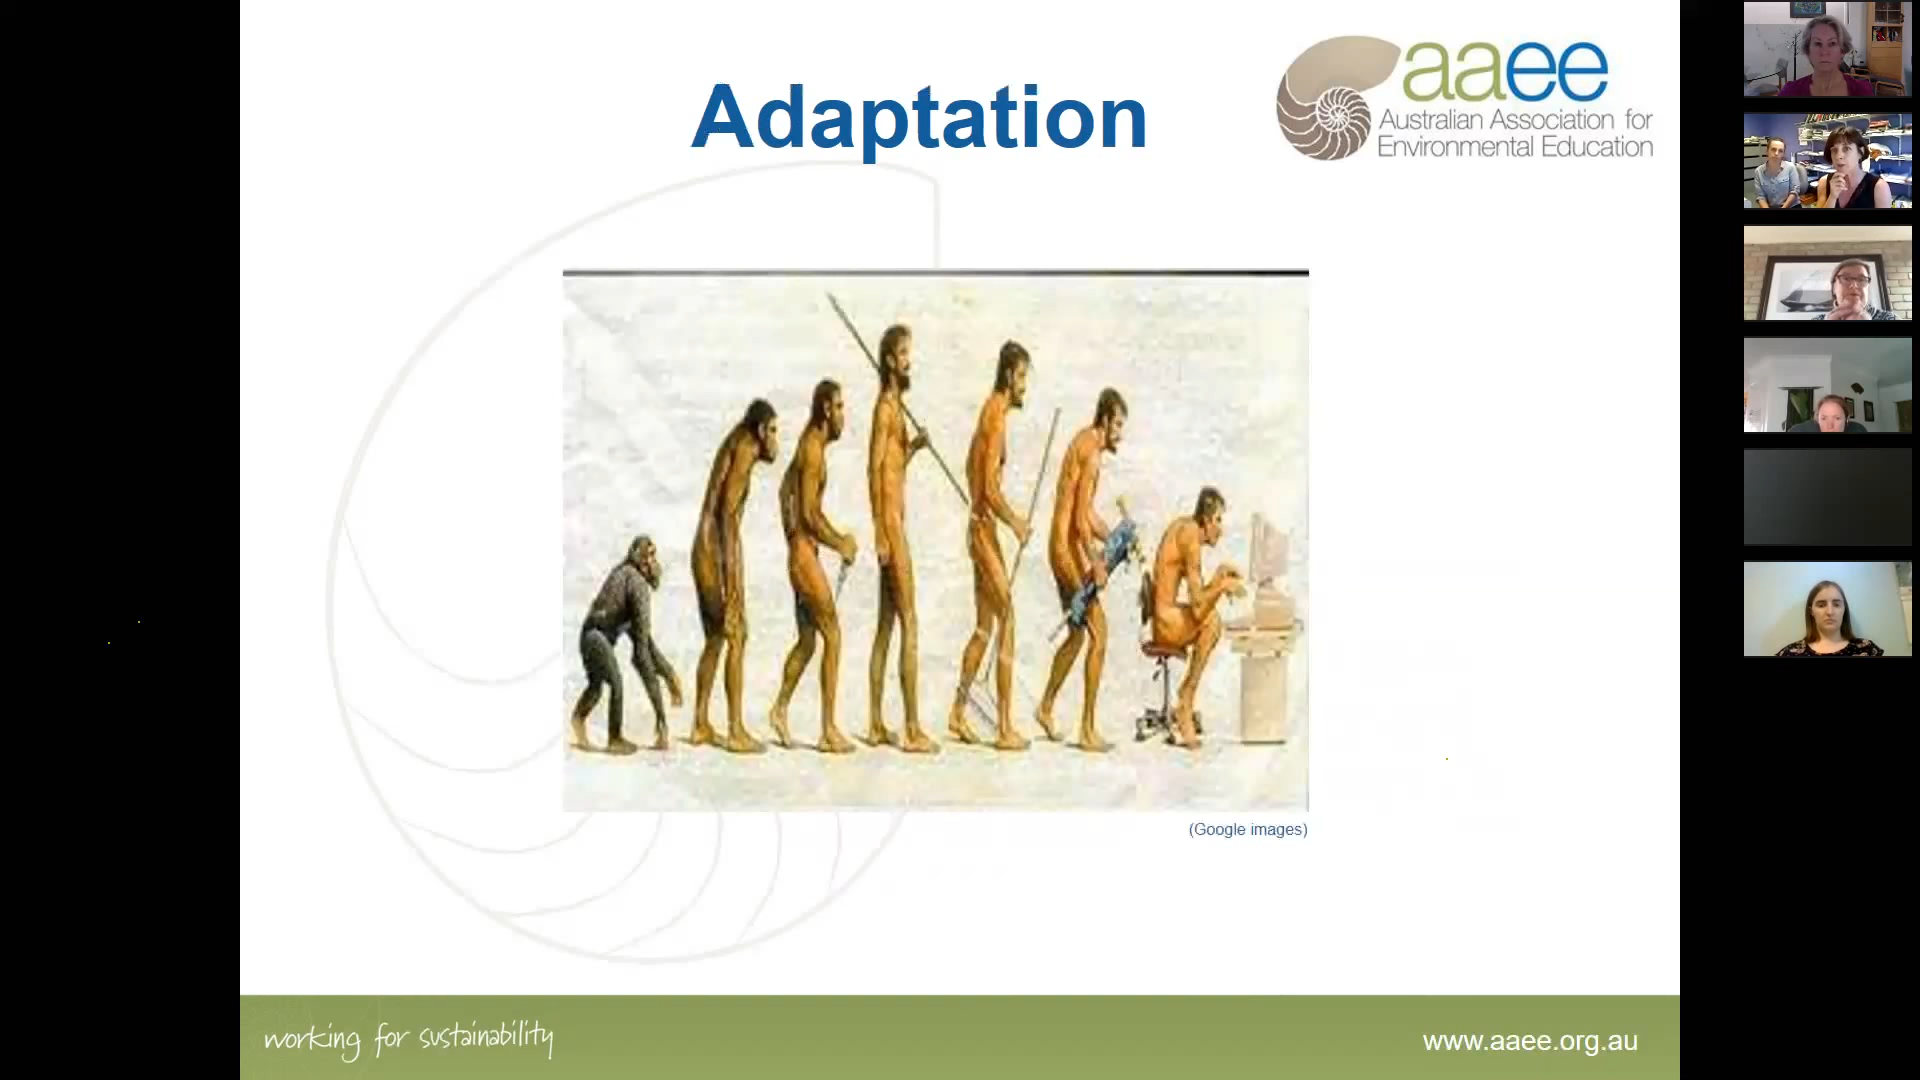 Adaptation
aaee
Australian Association for
Environmental Education
(Google images)
working for sustainability
www.aaee.org.au